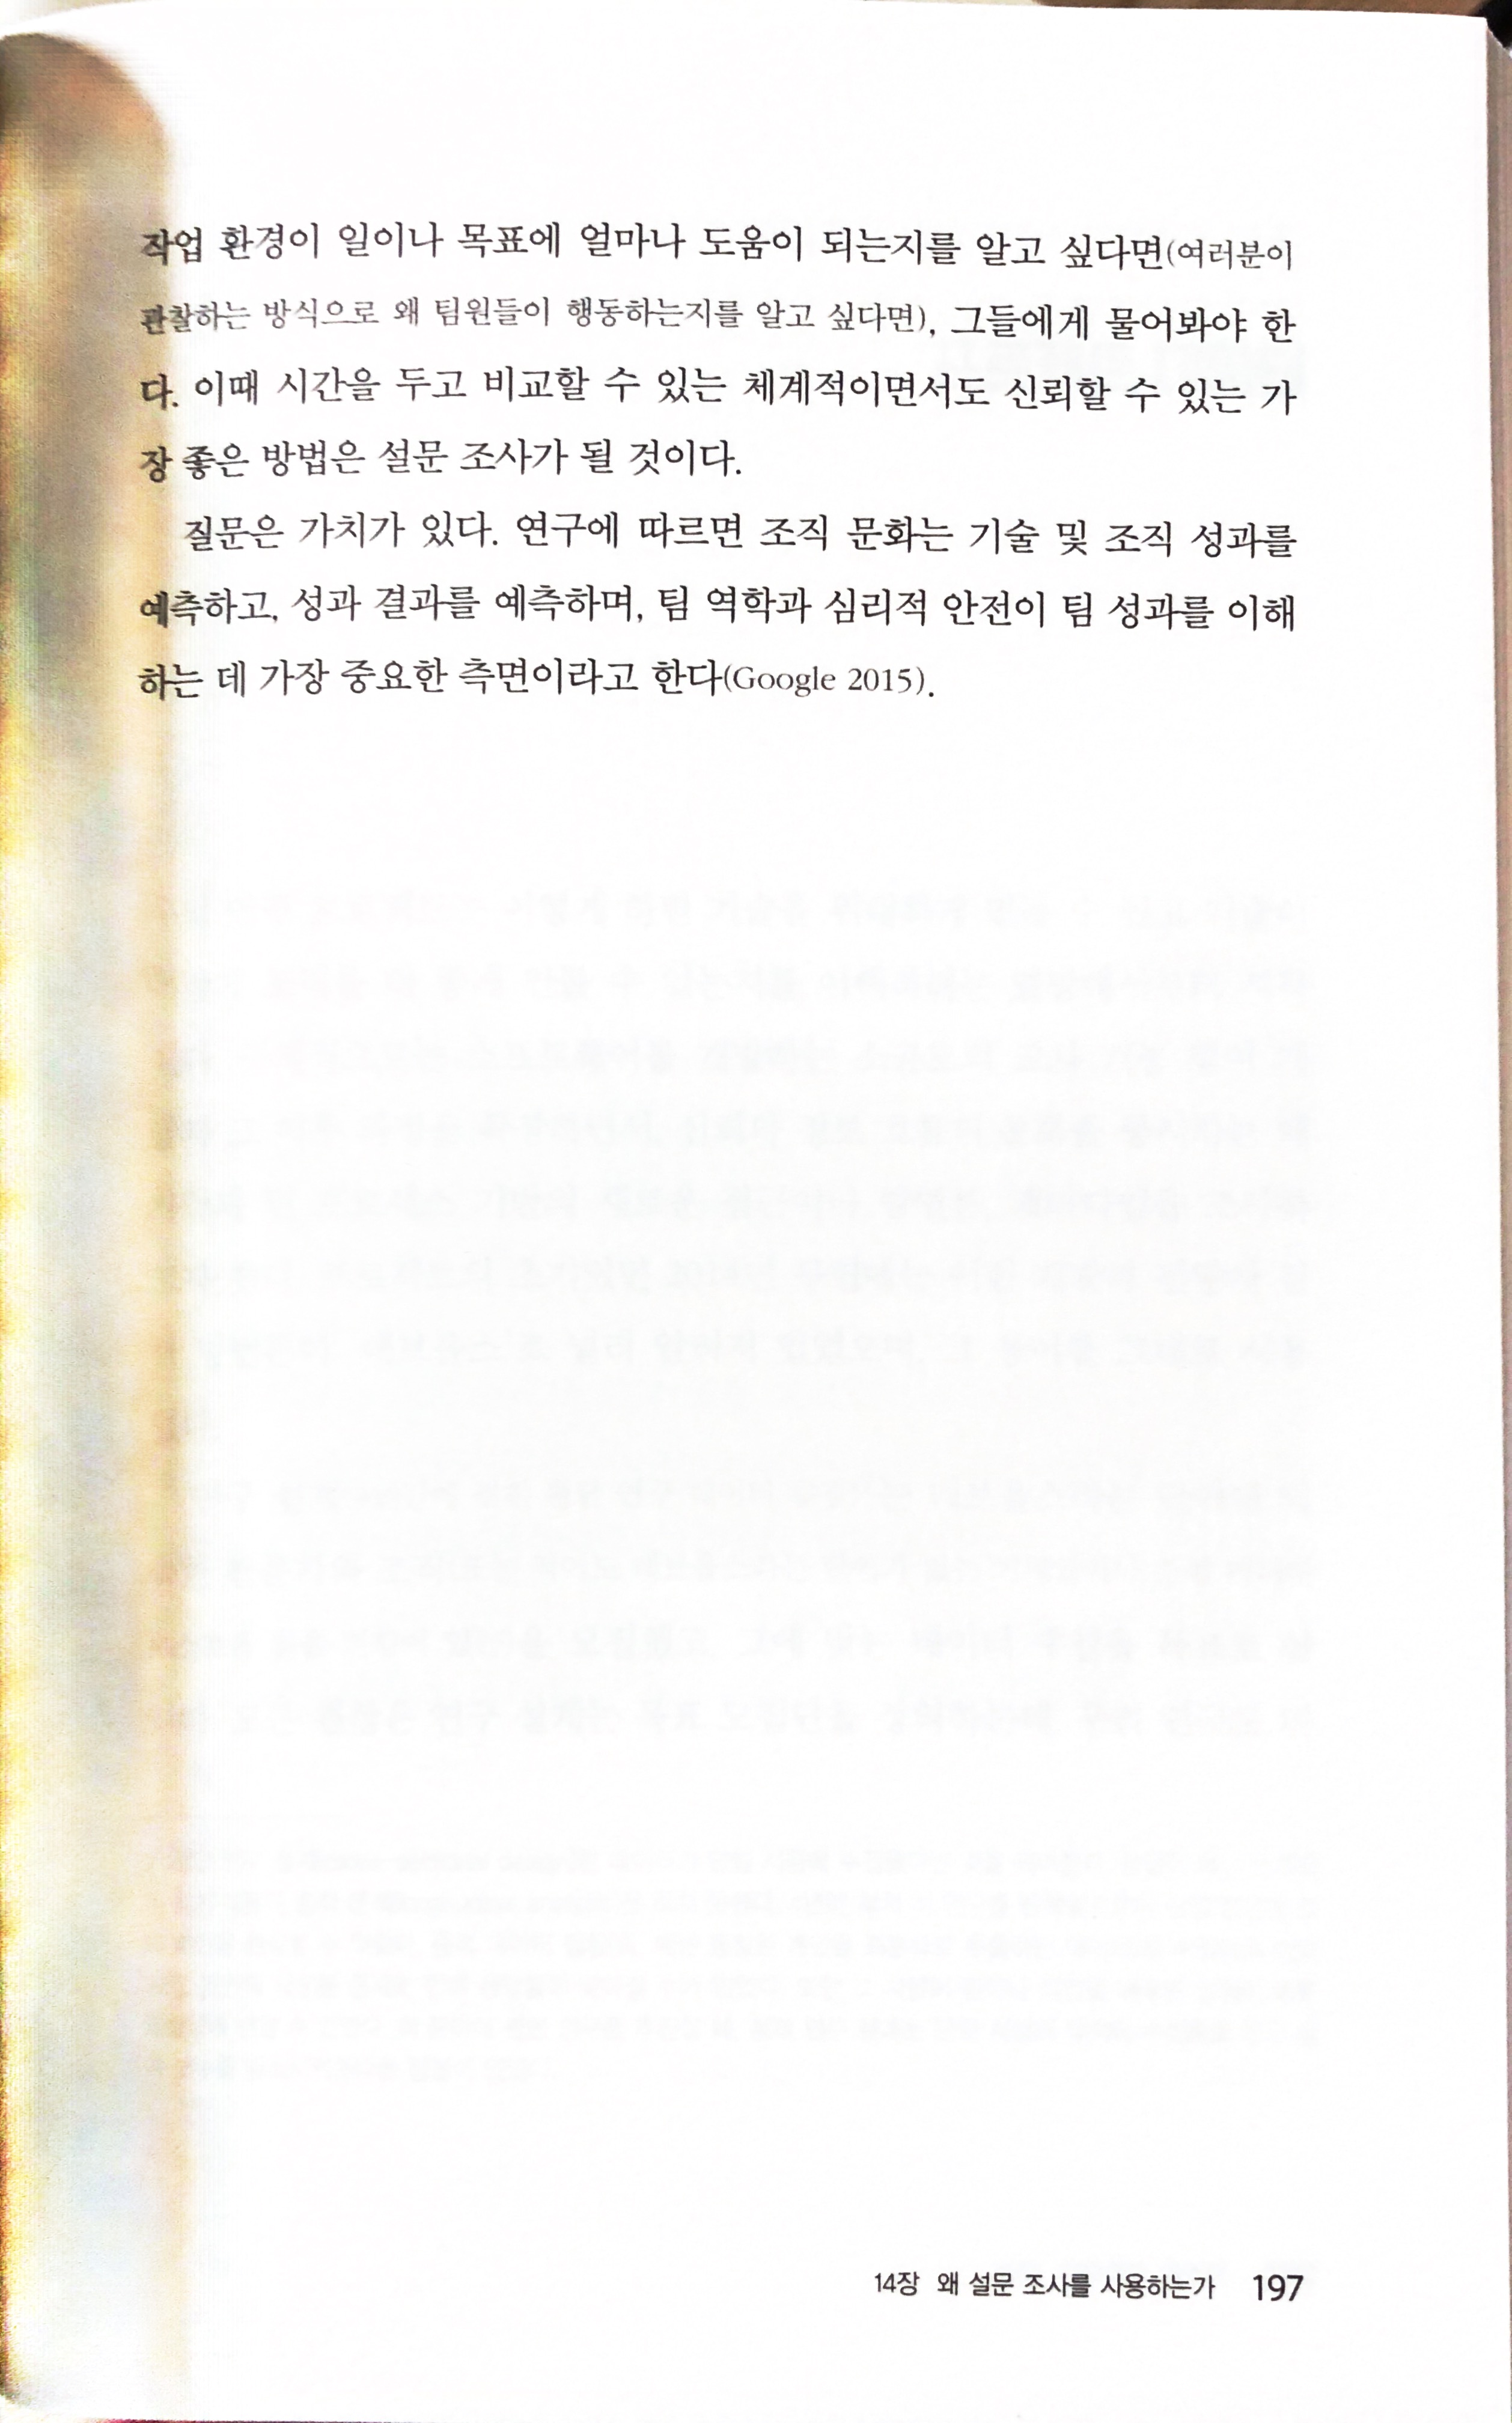 작업 환경이 일이나 목표에 얼마나 도움이 되는지를 알고 싶다면(여러분이
관찰하는 방식으로 왜 팀원들이 행동하는지를 알고 싶다면), 그들에게 물어봐야 한
다. 이때 시간을 두고 비교할 수 있는 체계적이면서도 신뢰할 수 있는 가
장 좋은 방법은 설문 조사가 될 것이다.
질문은 가치가 있다. 연구에 따르면 조직 문화는 기술 및 조직 성과를
예측하고, 성과 결과를 예측하며, 팀 역학과 심리적 안전이 팀 성과를 이해
하는 데 가장 중요한 측면이라고 한다(Google 2015).
14장 왜 설문 조사를 사용하는가 197